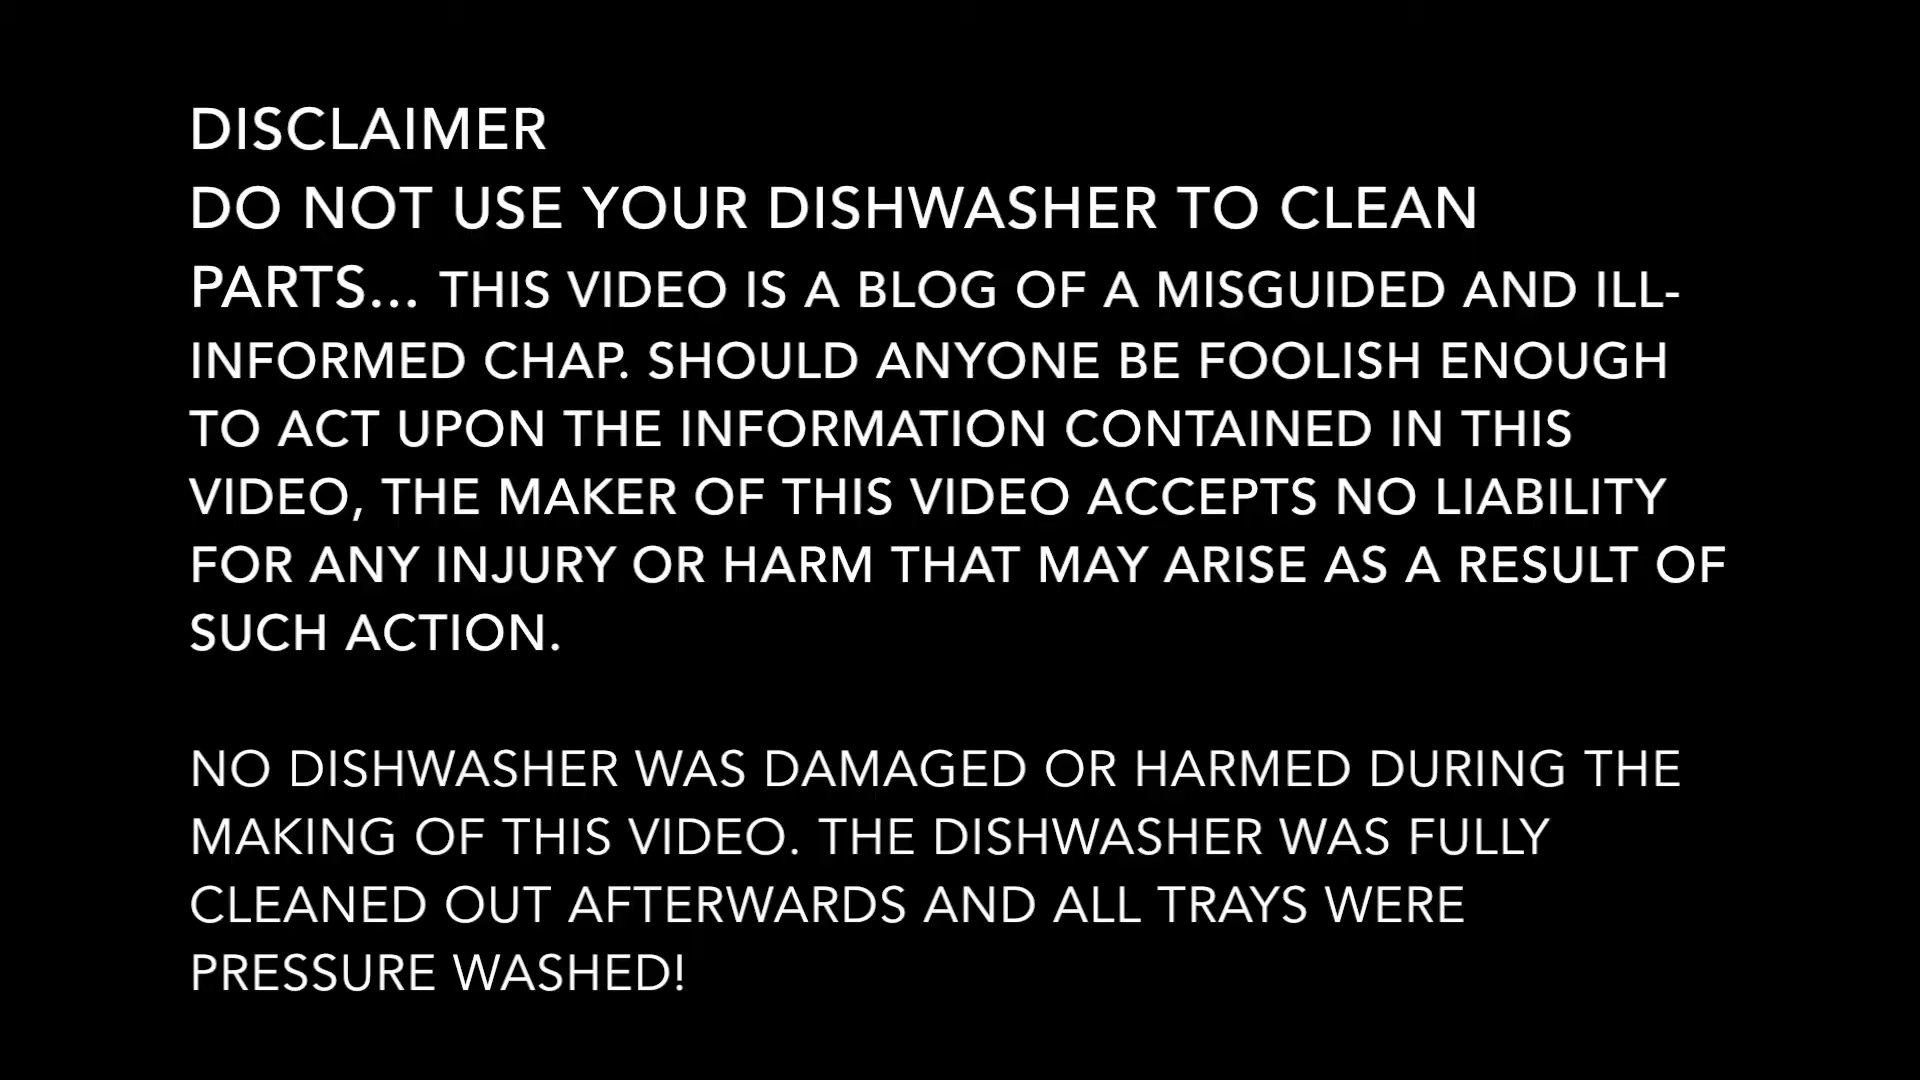 DISCLAIMER
DO NOT USE YOUR DISHWASHER TO CLEAN
PARTS... THIS VIDEO IS A BLOG OF A MISGUIDED AND ILL-
INFORMED CHAP. SHOULD ANYONE BE FOOLISH ENOUGH
TO ACT UPON THE INFORMATION CONTAINED IN THIS
VIDEO, THE MAKER OF THIS VIDEO ACCEPTS NO LIABILITY
FOR ANY INJURY OR HARM THAT MAY ARISE AS A RESULT OF
SUCH ACTION.
NO DISHWASHER WAS DAMAGED OR HARMED DURING THE
MAKING OF THIS VIDEO. THE DISHWASHER WAS FULLY
CLEANED OUT AFTERWARDS AND ALL TRAYS WERE
PRESSURE WASHED!